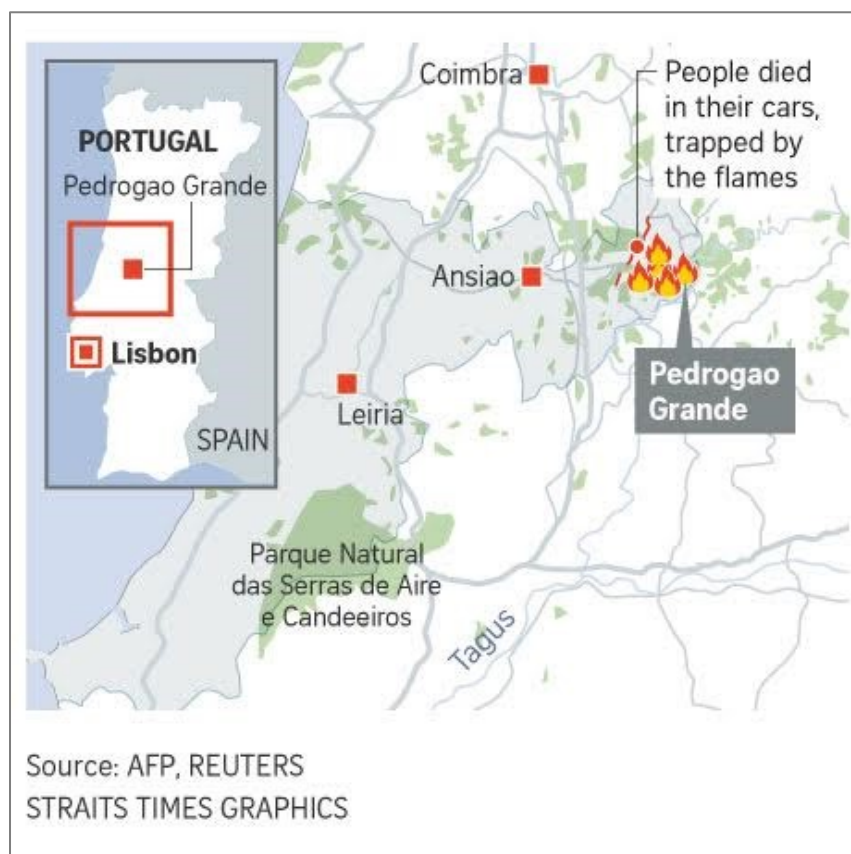 PORTUGAL
Pedrogao Grande
Lisbon
SPAIN
Coimbra
People died
in their cars,
trapped by
the flames
Ansiao
Pedrogao
Grande
Leiria
Parque Natural
das Serras de Aire
e Candeeiros
Tagus
Source: AFP, REUTERS
STRAITS TIMES GRAPHICS